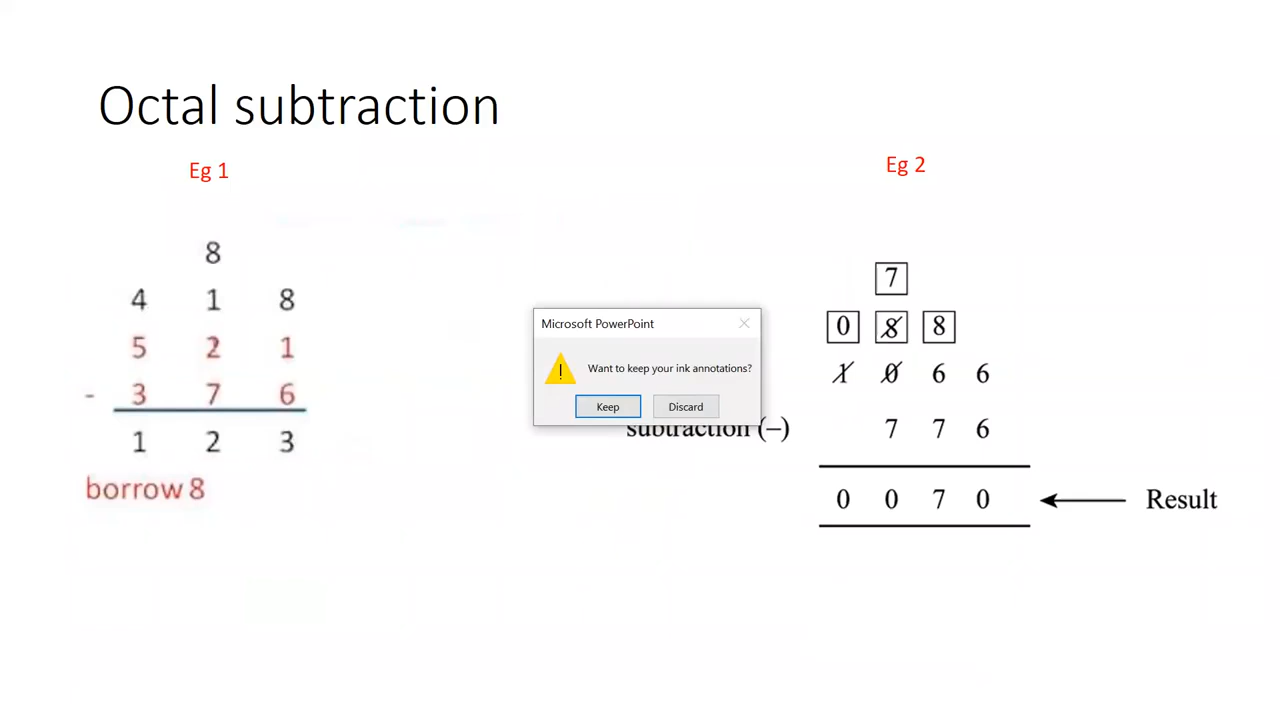 Octal subtraction
Eg 1
8
4 1 8
5 2 1
- 3 7 6
1 2 3
borrow 8
Eg 2
7
0 8 8
1 0 6 6
subtraction (–) 7 7 6
0 0 7 0 Result
Microsoft PowerPoint
Want to keep your ink annotations?
Keep Discard